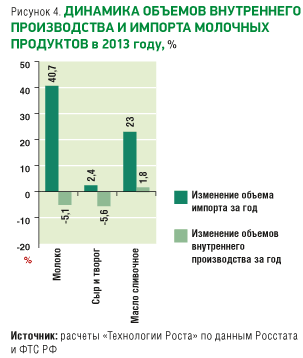 Рисунок 4. ДИНАМИКА ОБЪЕМОВ ВНУТРЕННЕГО
ПРОИЗВОДСТВА И ИМПОРТА МОЛОЧНЫХ
ПРОДУКТОВ в 2013 году, %
50
40
30
20
10
0
-10
-20
%
40,7
-5,1
2,4
-5,6
23
1,8
Молоко
Сыр и творог
Масло сливочное
Изменение объема
импорта за год
Изменение объемов
внутреннего
производства за год
Источник: расчеты «Технологии Роста» по данным Росстата
и ФТС РФ